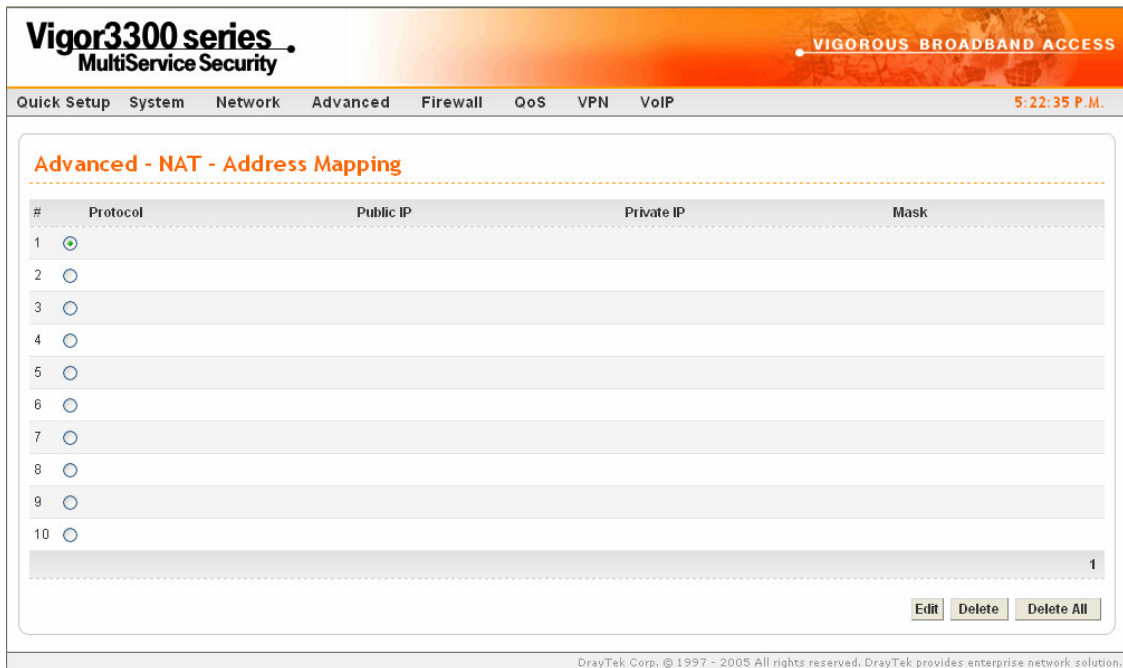 Vigor3300 series
MultiService Security
VIGOROUS BROADBAND ACCESS
Quick Setup System Network Advanced Firewall QoS VPN VoIP 5:22:35 P.M.
Advanced - NAT - Address Mapping
# Protocol Public IP Private IP Mask
1
2
3
4
5
6
7
8
9
10
1
Edit Delete Delete All
DrayTek Corp. © 1997 - 2005 All rights reserved. DrayTek provides enterprise network solution.